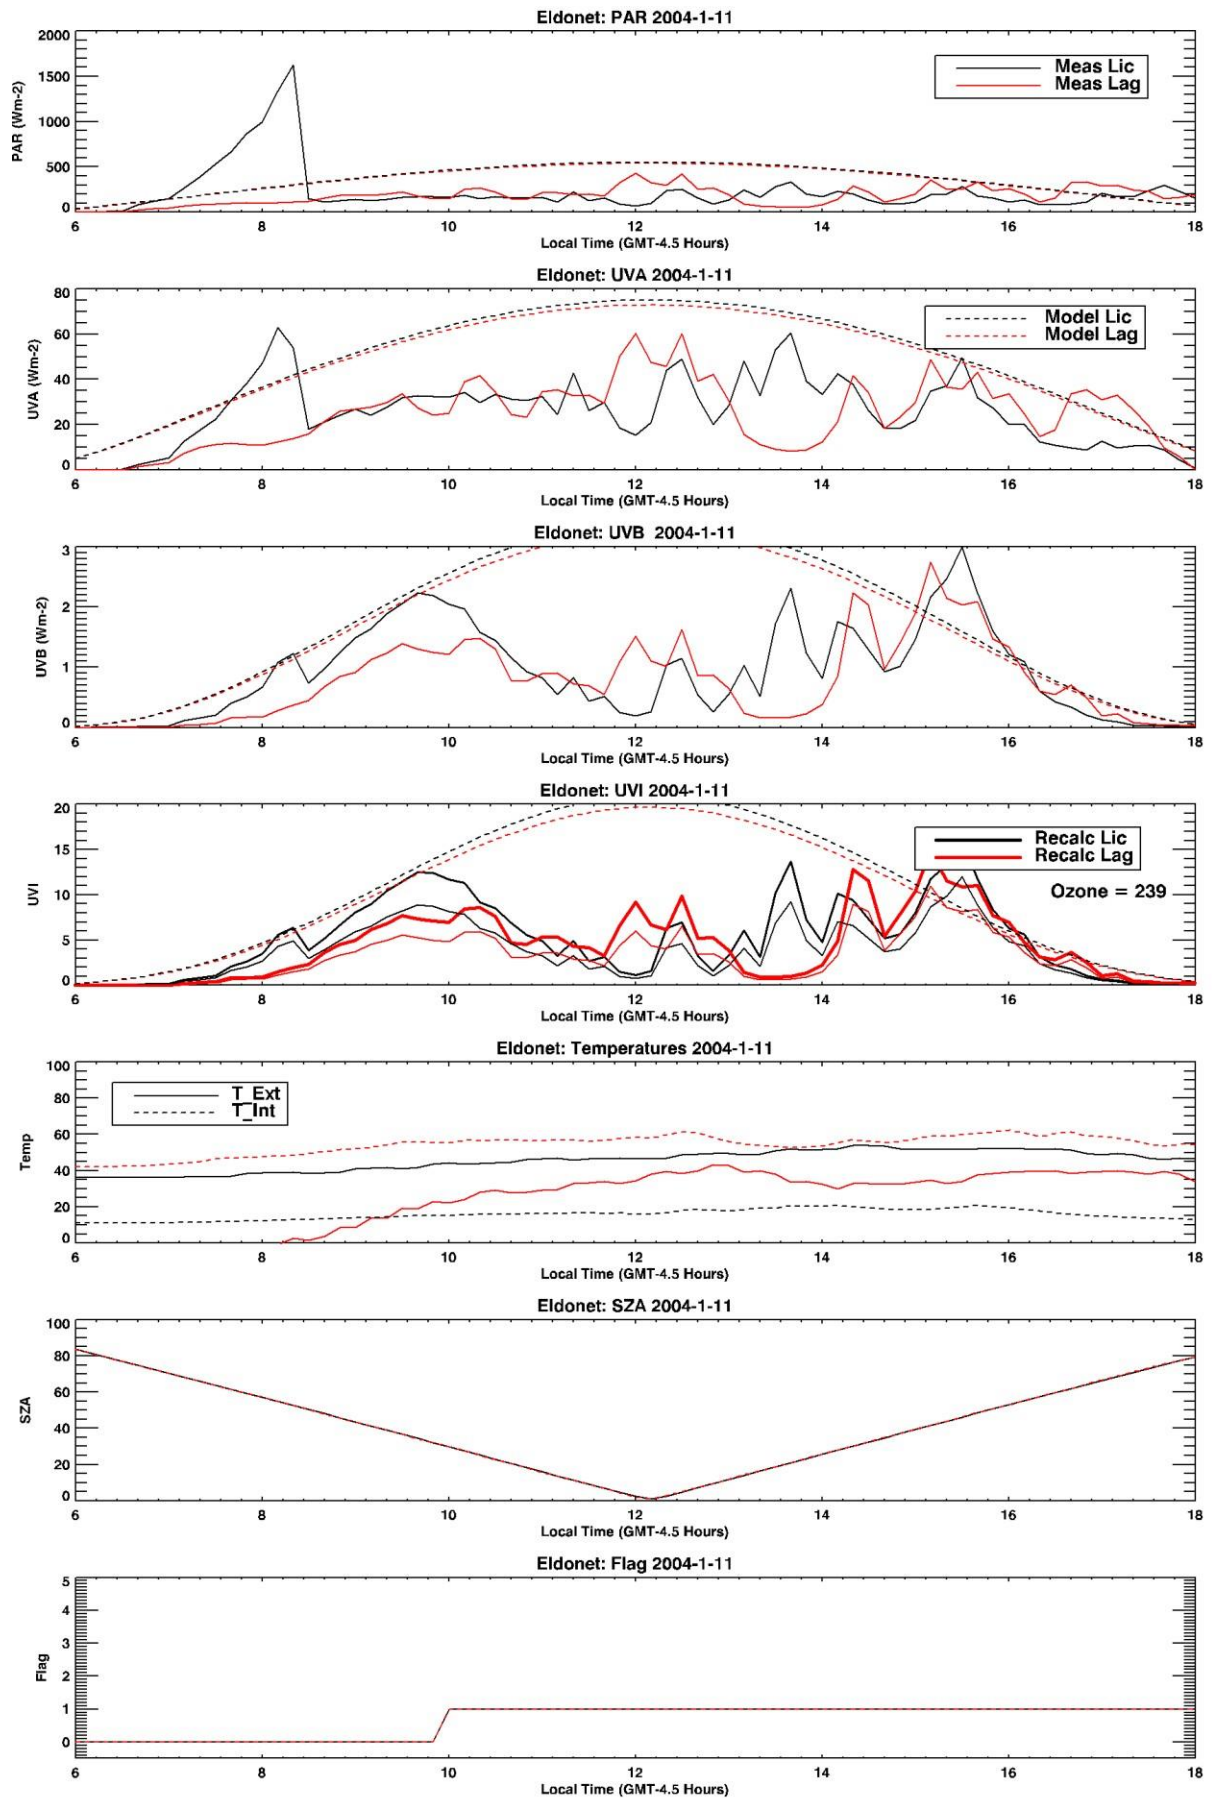 Eldonet: PAR 2004-1-11
2000
1500
1000
500
0
PAR (Wm-2)
Meas Lic
Meas Lag
6 8 10 12 14 16 18
Local Time (GMT-4.5 Hours)
Eldonet: UVA 2004-1-11
80
60
40
20
0
UVA (Wm-2)
Model Lic
Model Lag
6 8 10 12 14 16 18
Local Time (GMT-4.5 Hours)
Eldonet: UVB 2004-1-11
3
2
1
0
UVB (Wm-2)
6 8 10 12 14 16 18
Local Time (GMT-4.5 Hours)
Eldonet: UVI 2004-1-11
20
15
10
5
0
UVI
Recalc Lic
Recalc Lag
Ozone = 239
6 8 10 12 14 16 18
Local Time (GMT-4.5 Hours)
Eldonet: Temperatures 2004-1-11
100
80
60
40
20
0
Temp
T_Ext
T_Int
6 8 10 12 14 16 18
Local Time (GMT-4.5 Hours)
Eldonet: SZA 2004-1-11
100
80
60
40
20
0
SZA
6 8 10 12 14 16 18
Local Time (GMT-4.5 Hours)
Eldonet: Flag 2004-1-11
5
4
3
2
1
0
Flag
6 8 10 12 14 16 18
Local Time (GMT-4.5 Hours)